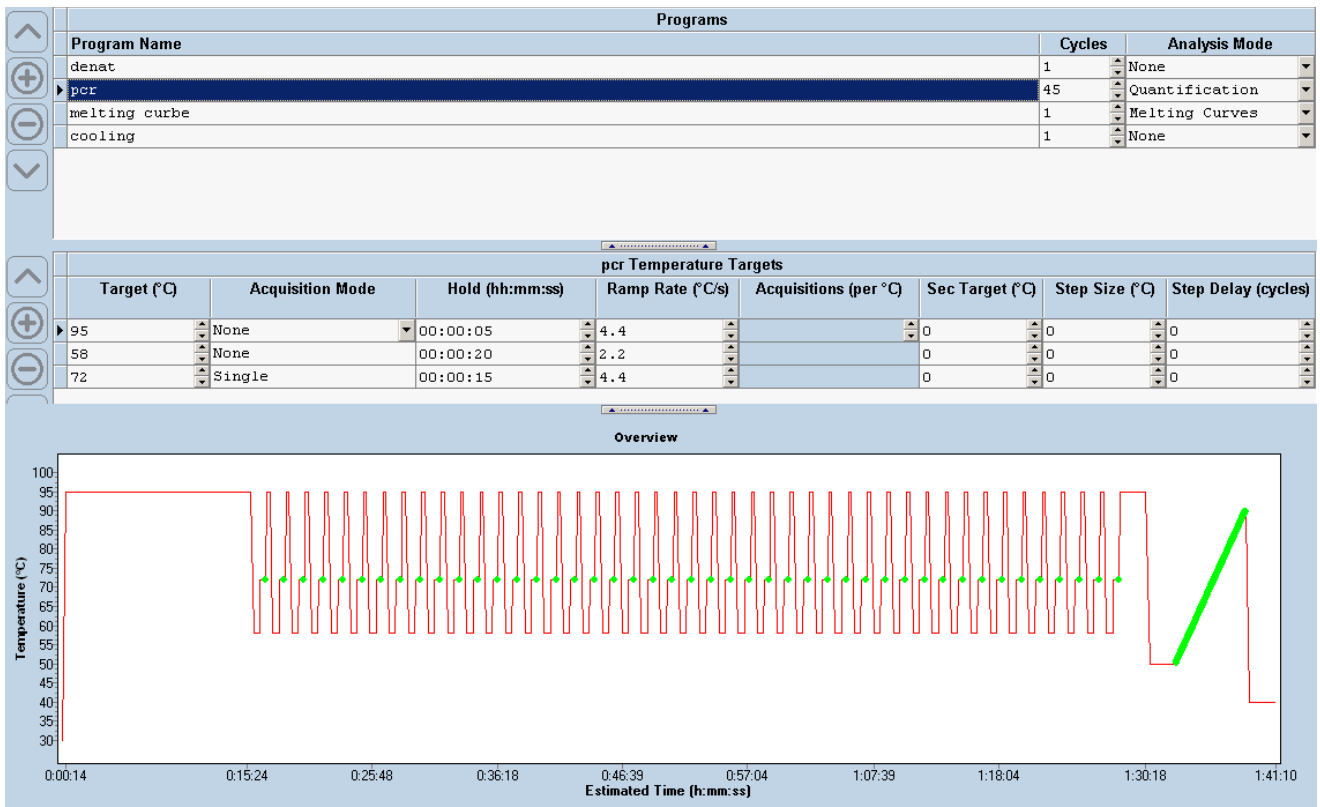 Programs
Program Name Cycles Analysis Mode
denat 1 None
pcr 45 Quantification
melting curbe 1 Melting Curves
cooling 1 None
pcr Temperature Targets
Target (°C) Acquisition Mode Hold (hh:mm:ss) Ramp Rate (°C/s) Acquisitions (per °C) Sec Target (°C) Step Size (°C) Step Delay (cycles)
95 None 00:00:05 4.4 0 0 0
58 None 00:00:20 2.2 0 0 0
72 Single 00:00:15 4.4 0 0 0
Overview
Temperature (°C)
100
95
90
85
80
75
70
65
60
55
50
45
40
35
30
0:00:14 0:15:24 0:25:48 0:36:18 0:46:39 0:57:04 1:07:39 1:18:04 1:30:18 1:41:10
Estimated Time (h:mm:ss)